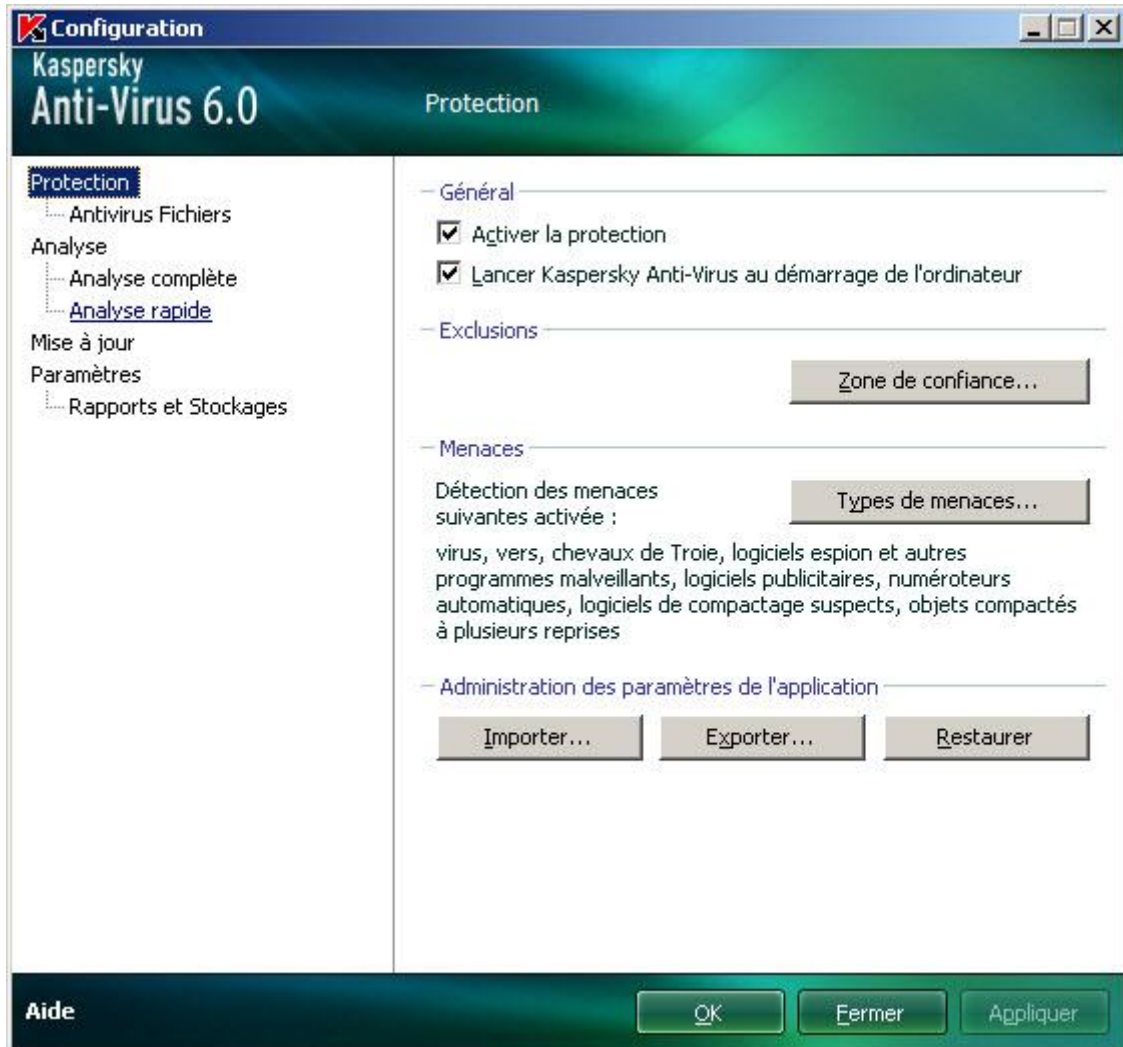 Configuration
Kaspersky
Anti-Virus 6.0
Protection
Protection
Antivirus Fichiers
Analyse
Analyse complète
Analyse rapide
Mise à jour
Paramètres
Rapports et Stockages
Général
Activer la protection
Lancer Kaspersky Anti-Virus au démarrage de l'ordinateur
Exclusions
Zone de confiance...
Menaces
Détection des menaces
suivantes activée :
Types de menaces...
virus, vers, chevaux de Troie, logiciels espion et autres
programmes malveillants, logiciels publicitaires, numéroteurs
automatiques, logiciels de compactage suspects, objets compactés
à plusieurs reprises
Administration des paramètres de l'application
Importer...
Exporter...
Restaurer
Aide
OK
Fermer
Appliquer